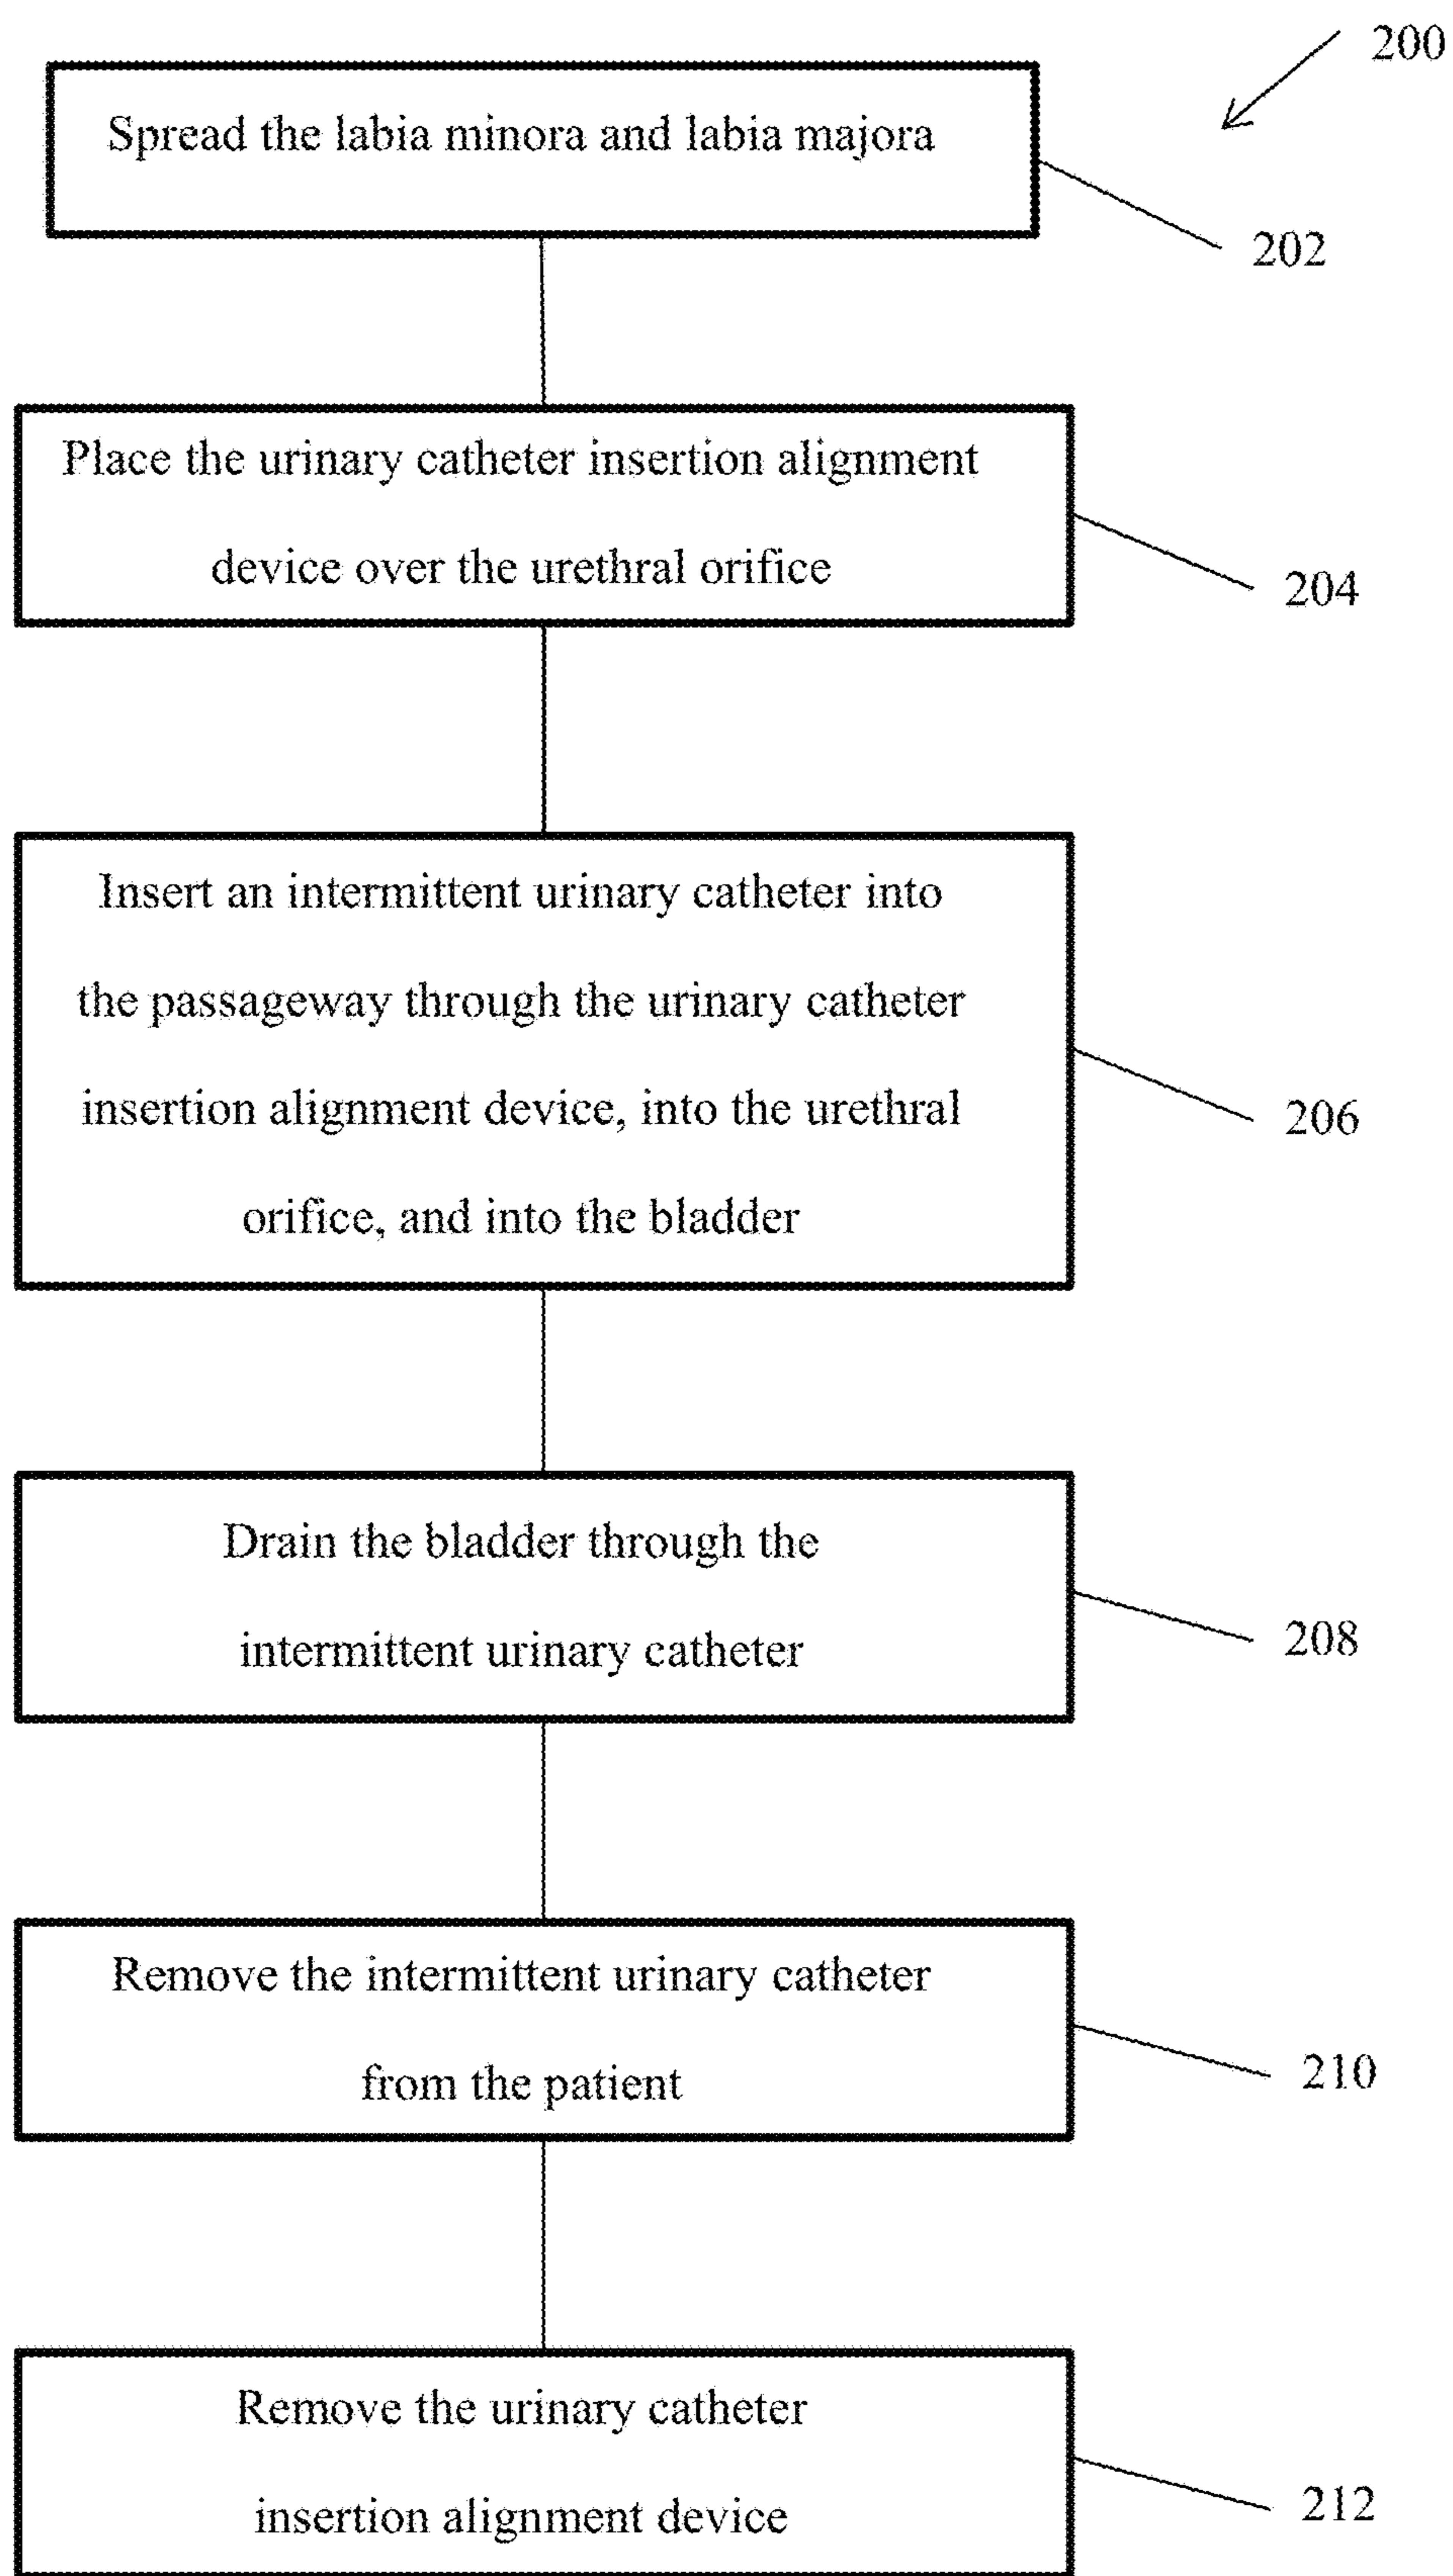 200
Spread the labia minora and labia majora
202
Place the urinary catheter insertion alignment
device over the urethral orifice
204
Insert an intermittent urinary catheter into
the passageway through the urinary catheter
insertion alignment device, into the urethral
orifice, and into the bladder
206
Drain the bladder through the
intermittent urinary catheter
208
Remove the intermittent urinary catheter
from the patient
210
Remove the urinary catheter
insertion alignment device
212